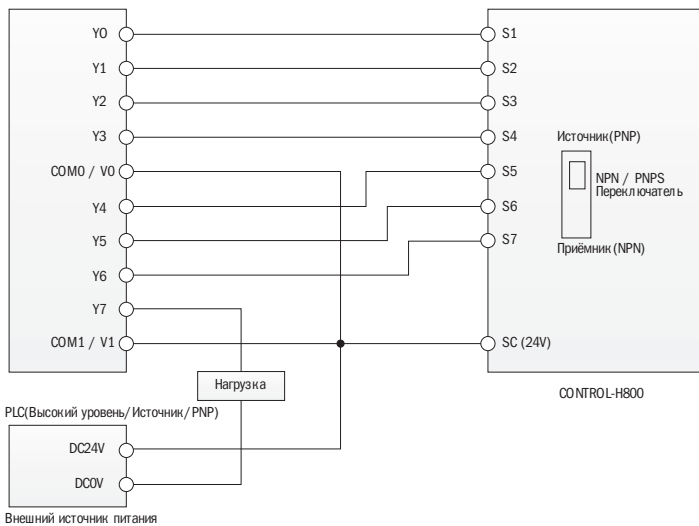 Y0
Y1
Y2
Y3
COM0 / V0
Y4
Y5
Y6
Y7
COM1 / V1
Нагрузка
PLC(Высокий уровень/Источник/PNP)
DC24V
DC0V
Внешний источник питания
S1
S2
S3
S4
S5
S6
S7
SC (24V)
Источник(PNP)
NPN / PNPS
Переключатель
Приёмник(NPN)
CONTROL-H800